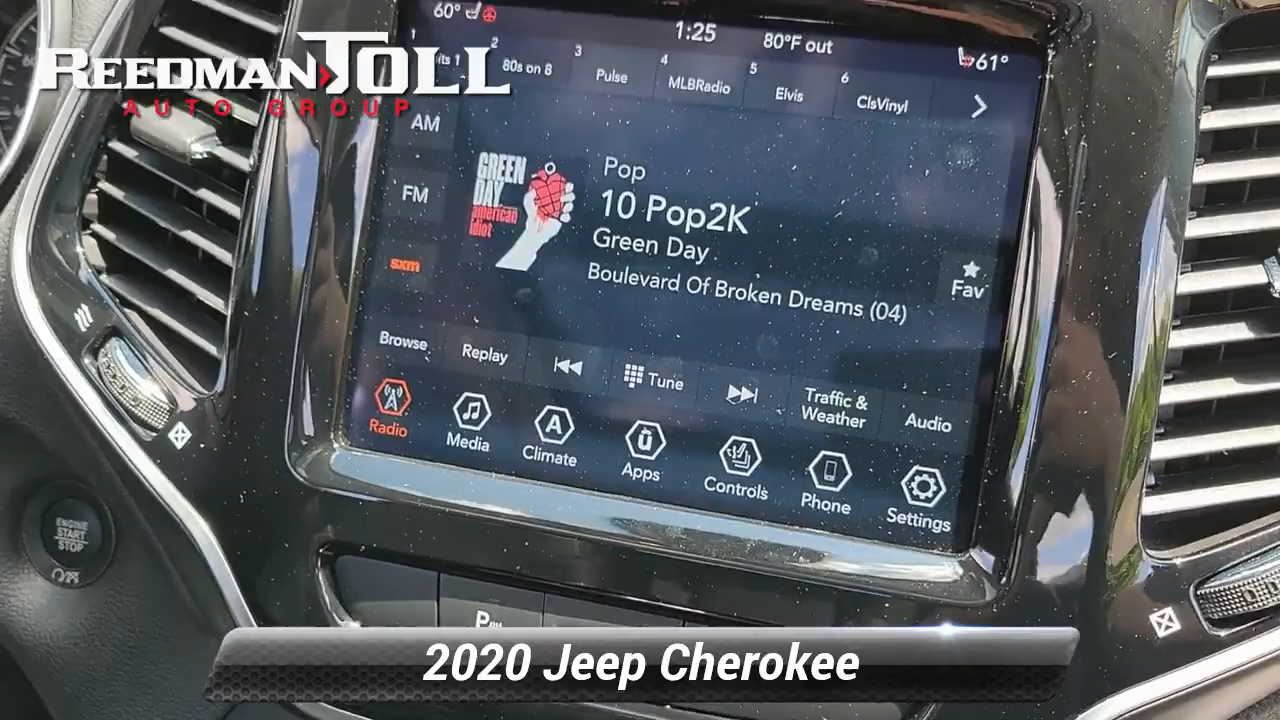 REEDMAN TOLL
AUTO GROUP
60° 1:25 80°F out 61°
1 2 80s on 8 3 Pulse 4 MLBRadio 5 Elvis 6 ClsVinyl
AM
FM
sxm
GREEN DAY
american idiot
Pop
10 Pop2K
Green Day
Boulevard Of Broken Dreams (04)
Fav
Browse Replay Tune Traffic & Weather Audio
Radio Media Climate Apps Controls Phone Settings
ENGINE
START
STOP
P
2020 Jeep Cherokee